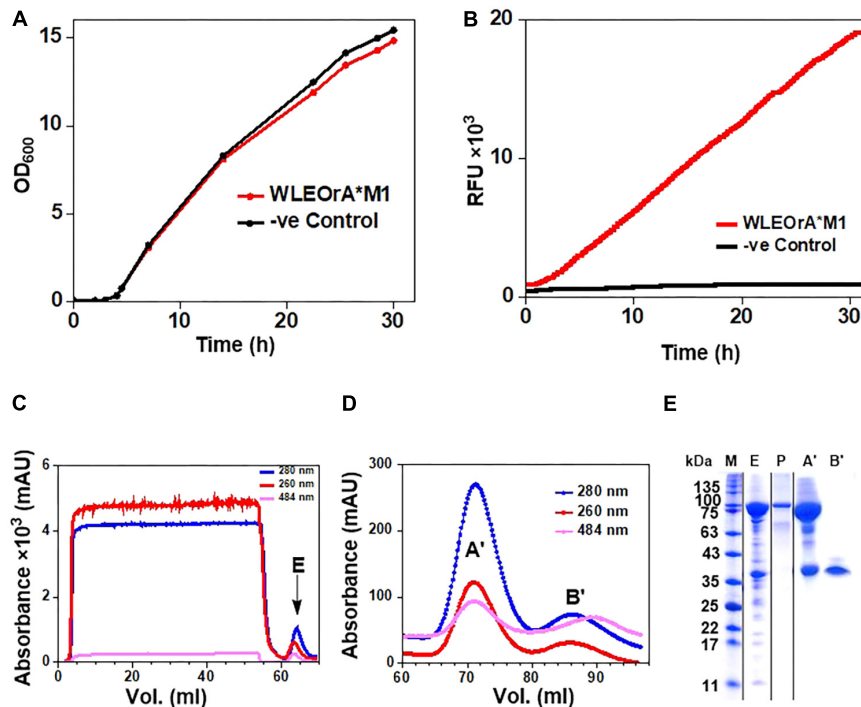 A
15
10
5
0
OD600
WLEOrA*M1
-ve Control
0 10 20 30
Time (h)
B
20
10
0
RFU ×10³
WLEOrA*M1
-ve Control
0 10 20 30
Time (h)
C
6
4
2
0
Absorbance ×10³ (mAU)
280 nm
260 nm
484 nm
E
0 20 40 60
Vol. (ml)
D
300
200
100
0
Absorbance (mAU)
280 nm
260 nm
484 nm
A'
B'
60 70 80 90
Vol. (ml)
E
kDa M E P A' B'
135
100
75
63
43
35
25
22
17
11